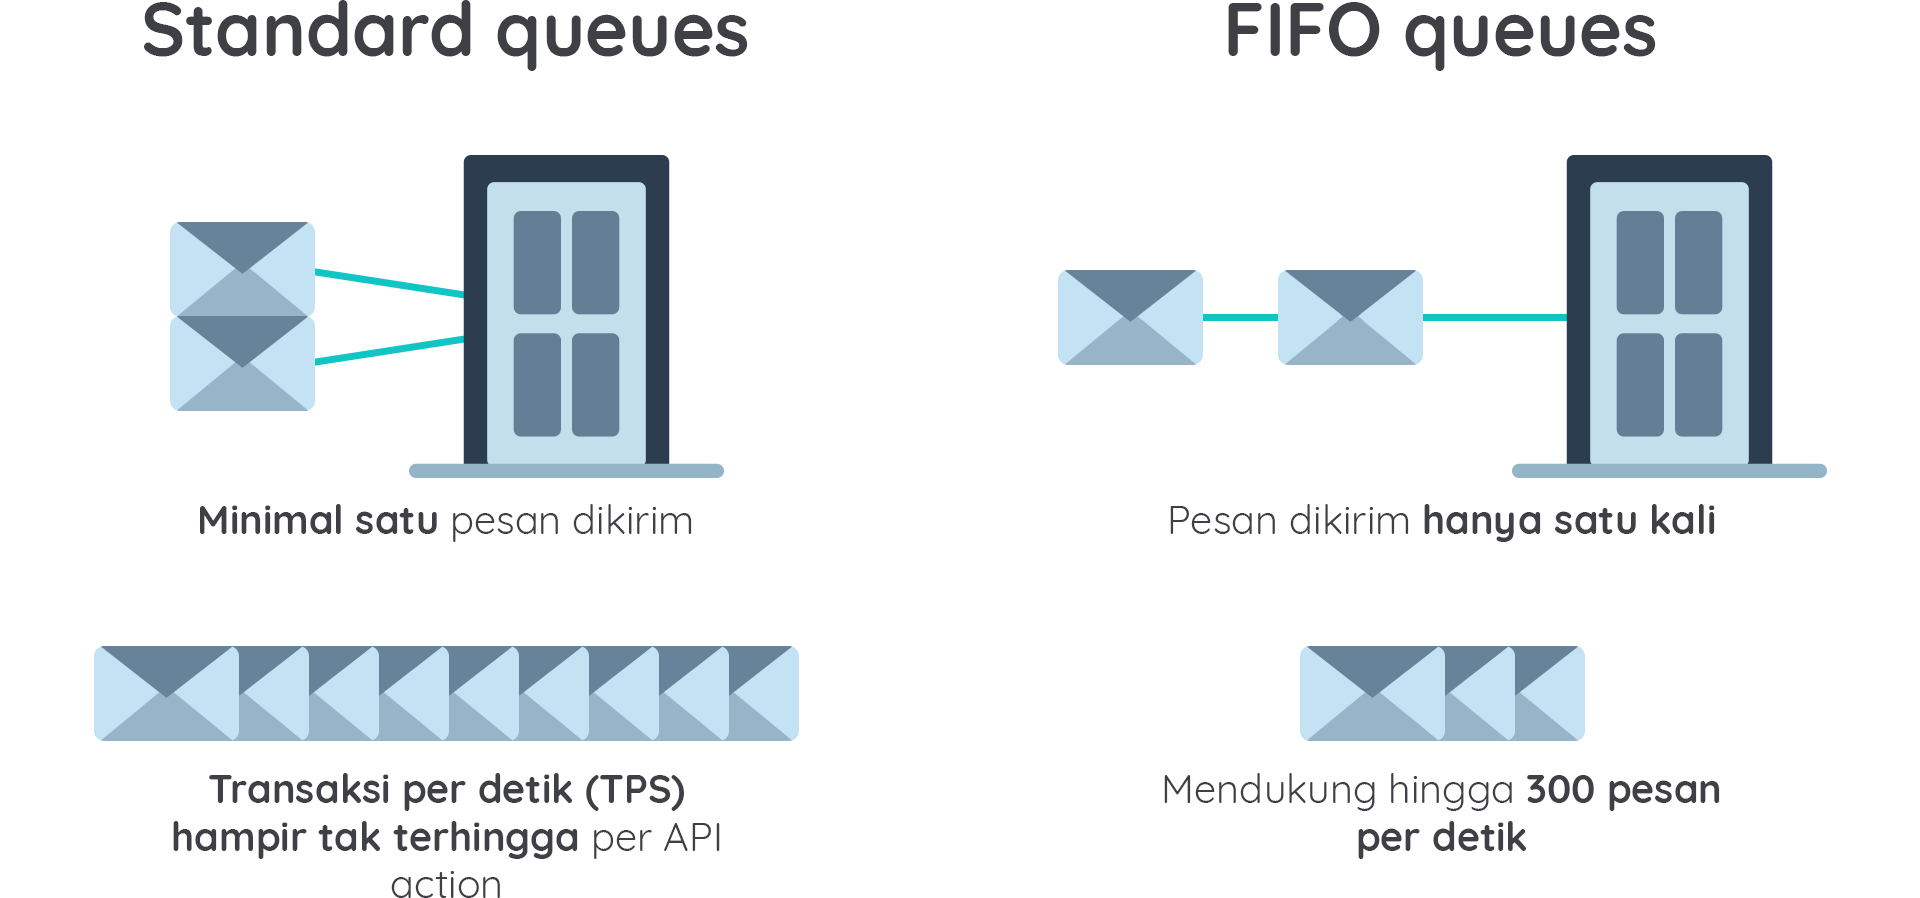 Standard queues
Minimal satu pesan dikirim
Transaksi per detik (TPS)
hampir tak terhingga per API
action
FIFO queues
Pesan dikirim hanya satu kali
Mendukung hingga 300 pesan
per detik